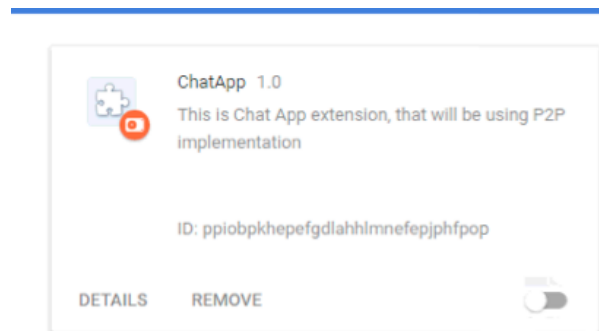 ChatApp 1.0
This is Chat App extension, that will be using P2P
implementation
ID: ppiobpkhepefgdlahhlmnefepjphfpop
DETAILS REMOVE